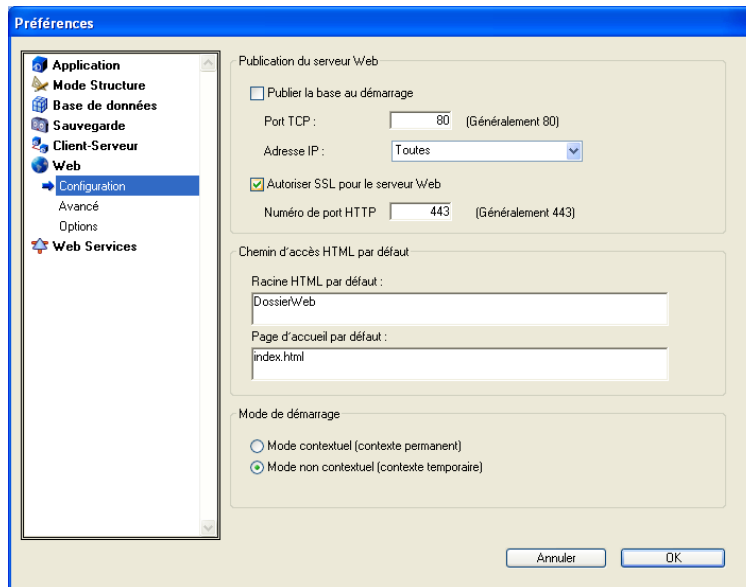 Préférences
Application
Mode Structure
Base de données
Sauvegarde
Client-Serveur
Web
Configuration
Avancé
Options
Web Services
Publication du serveur Web
Publier la base au démarrage
Port TCP : 80 (Généralement 80)
Adresse IP : Toutes
Autoriser SSL pour le serveur Web
Numéro de port HTTP 443 (Généralement 443)
Chemin d'accès HTML par défaut
Racine HTML par défaut :
DossierWeb
Page d'accueil par défaut :
index.html
Mode de démarrage
Mode contextuel (contexte permanent)
Mode non contextuel (contexte temporaire)
Annuler OK